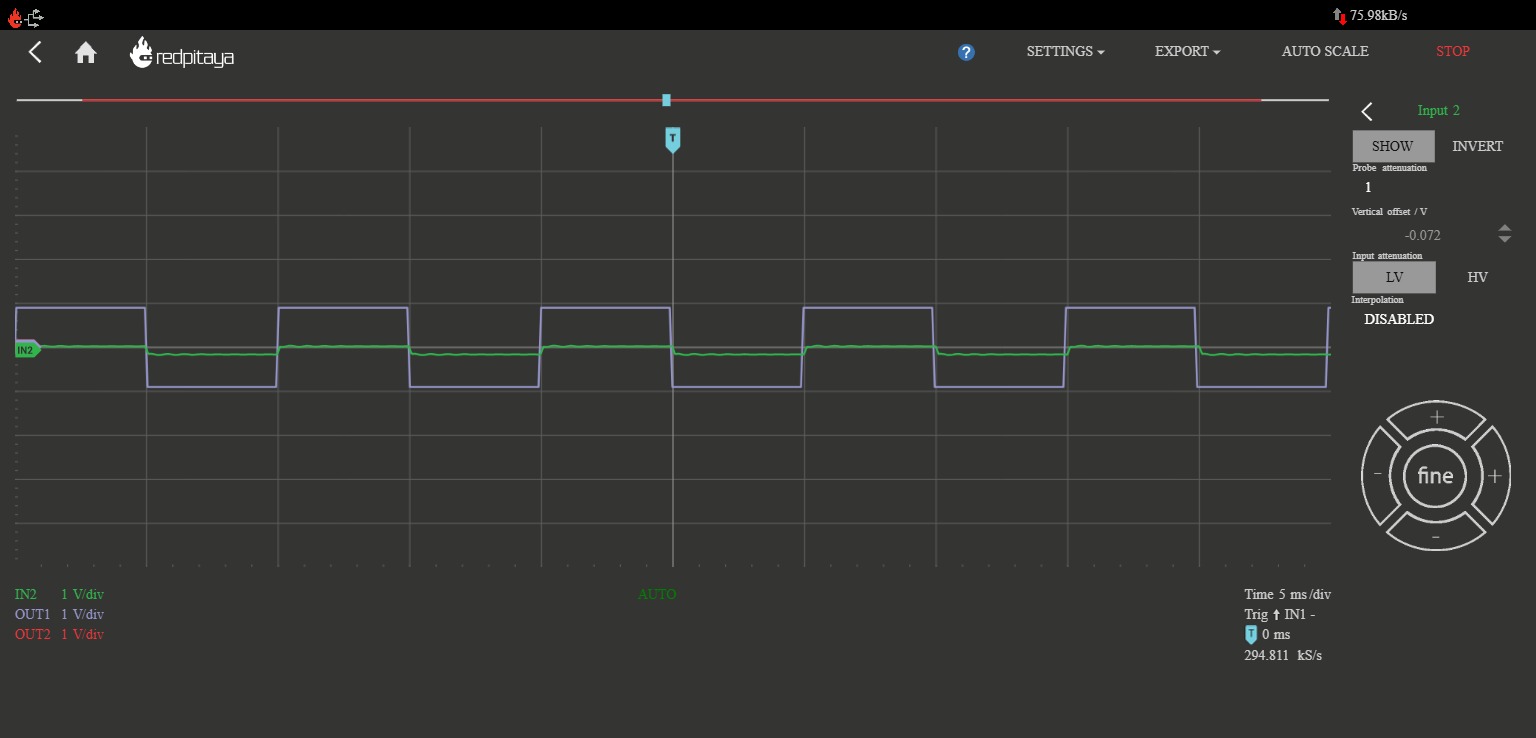 75.98kB/s
redpitaya
? SETTINGS EXPORT AUTO SCALE STOP
Input 2
T
SHOW INVERT
Probe attenuation
1
Vertical offset / V
-0.072
Input attenuation
LV HV
Interpolation
DISABLED
IN2
+
- fine +
-
IN2 1 V/div
OUT1 1 V/div
OUT2 1 V/div
AUTO
Time 5 ms/div
Trig IN1 -
T 0 ms
294.811 kS/s